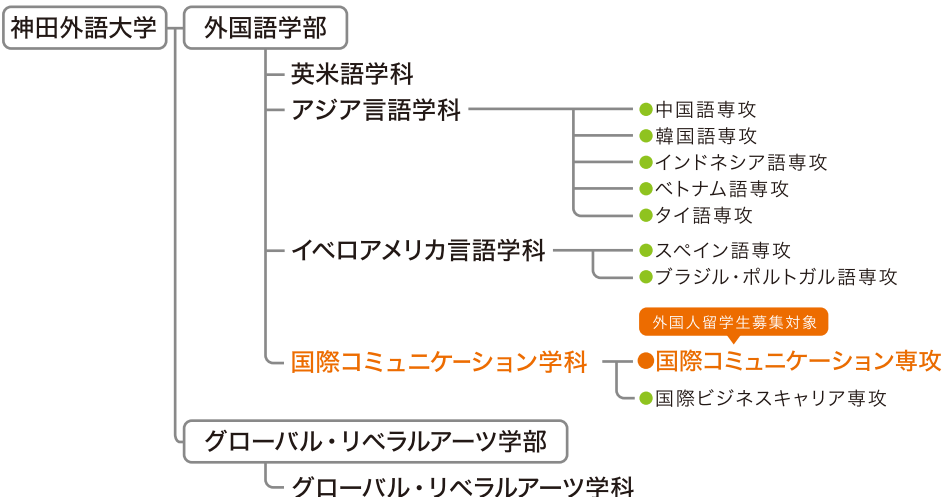 神田外語大学
外国語学部
英米語学科
アジア言語学科
中国語専攻
韓国語専攻
インドネシア語専攻
ベトナム語専攻
タイ語専攻
イベロアメリカ言語学科
スペイン語専攻
ブラジル・ポルトガル語専攻
外国人留学生募集対象
国際コミュニケーション学科
国際コミュニケーション専攻
国際ビジネスキャリア専攻
グローバル・リベラルアーツ学部
グローバル・リベラルアーツ学科